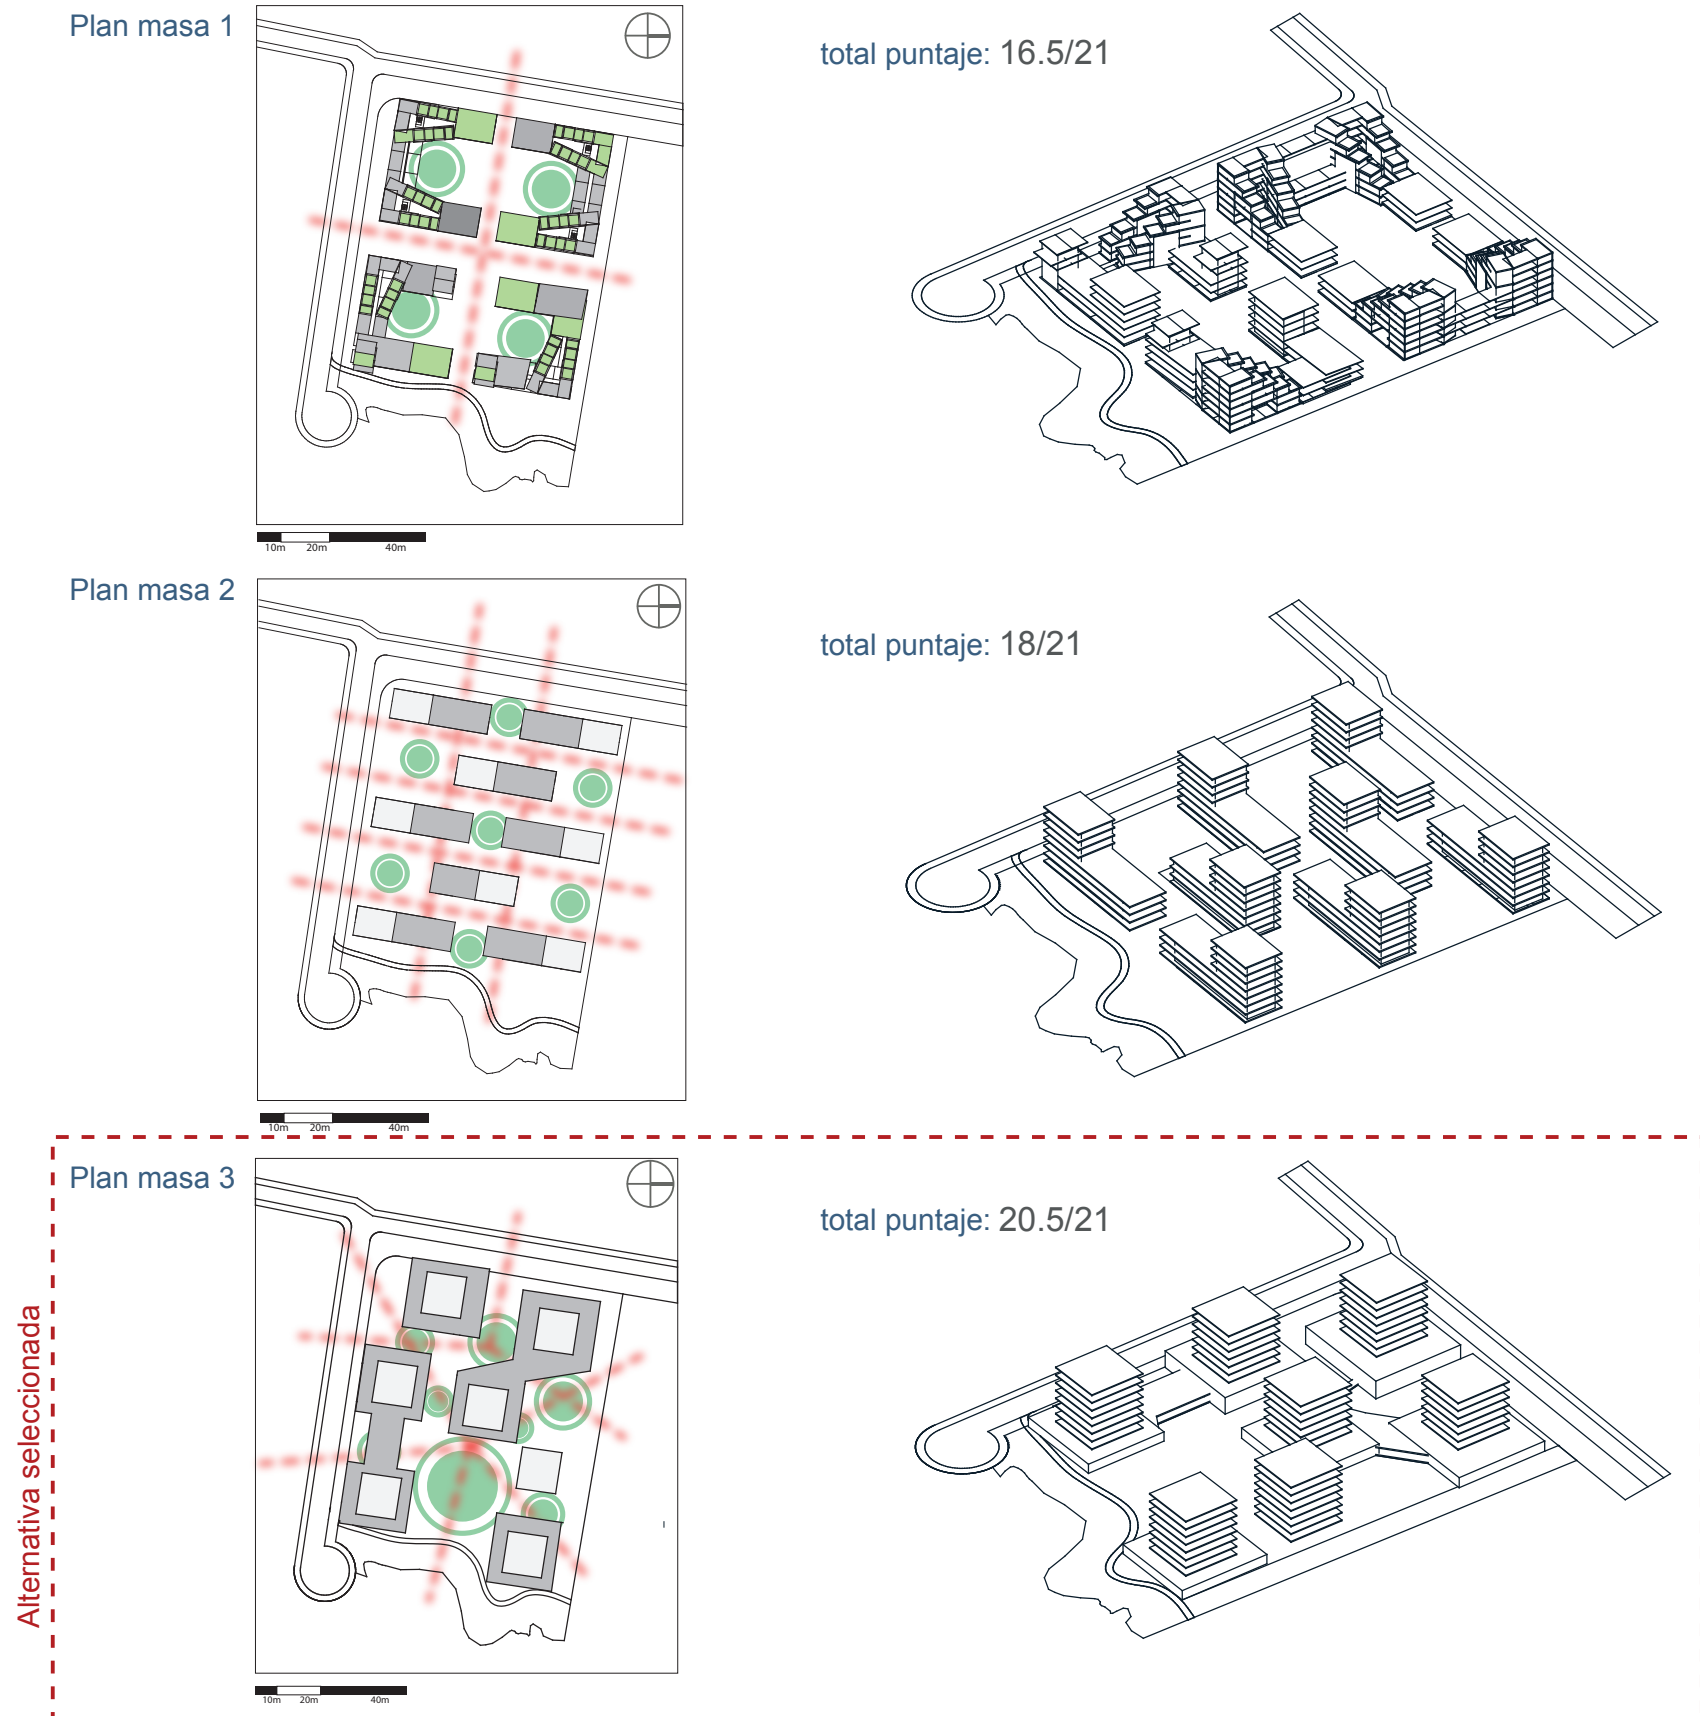 Plan masa 1
total puntaje: 16.5/21
10m 20m 40m
Plan masa 2
total puntaje: 18/21
10m 20m 40m
Plan masa 3
total puntaje: 20.5/21
Alternativa seleccionada
10m 20m 40m